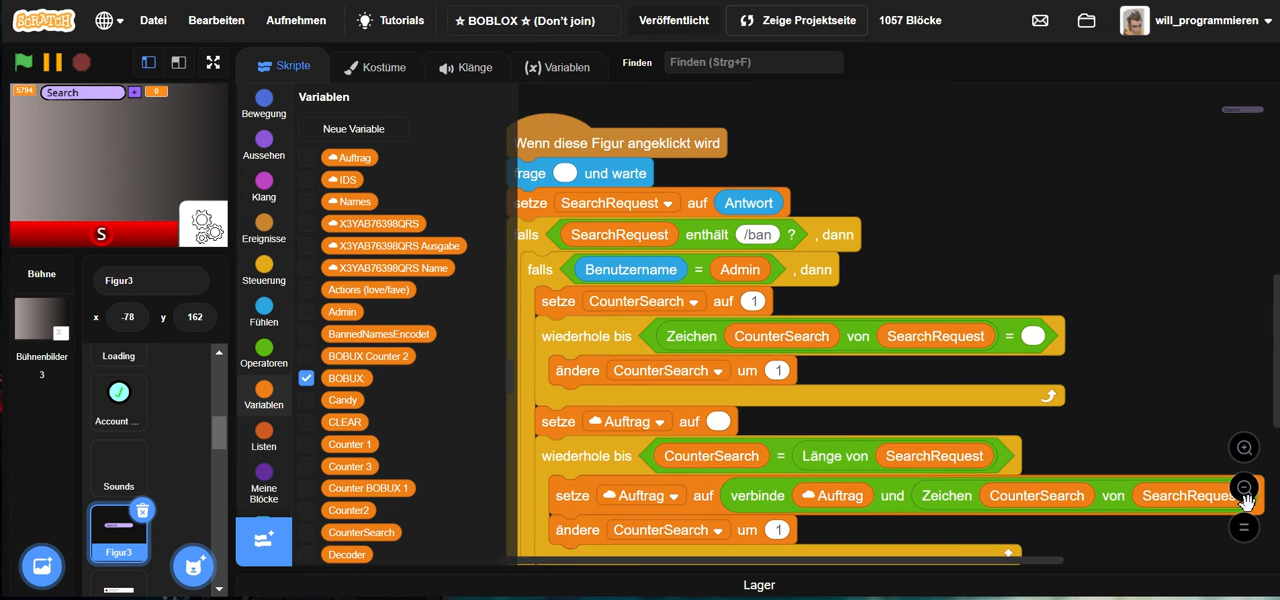 SCRATCH
Datei
Bearbeiten
Aufnehmen
Tutorials
☆ BOBLOX ☆ (Don't join)
Veröffentlicht
Zeige Projektseite
1057 Blöcke
will_programmieren
Skripte
Kostüme
Klänge
(x) Variablen
Finden
Finden (Strg+F)
5794
Search
+
0
S
Bühne
Bühnenbilder
3
Figur3
x
-78
y
162
Loading
Account ...
Sounds
Figur3
Bewegung
Aussehen
Klang
Ereignisse
Steuerung
Fühlen
Operatoren
Variablen
Listen
Meine
Blöcke
Variablen
Neue Variable
Auftrag
IDS
Names
X3YAB76398QRS
X3YAB76398QRS Ausgabe
X3YAB76398QRS Name
Actions (love/fave)
Admin
BannedNamesEncodet
BOBUX Counter 2
BOBUX:
Candy
CLEAR
Counter 1
Counter 3
Counter BOBUX 1
Counter2
CounterSearch
Decoder
Wenn diese Figur angeklickt wird
frage und warte
setze SearchRequest auf Antwort
falls SearchRequest enthält /ban ? , dann
falls Benutzername = Admin , dann
setze CounterSearch auf 1
wiederhole bis Zeichen CounterSearch von SearchRequest =
ändere CounterSearch um 1
setze Auftrag auf
wiederhole bis CounterSearch = Länge von SearchRequest
setze Auftrag auf verbinde Auftrag und Zeichen CounterSearch von
ändere CounterSearch um 1
=
Lager